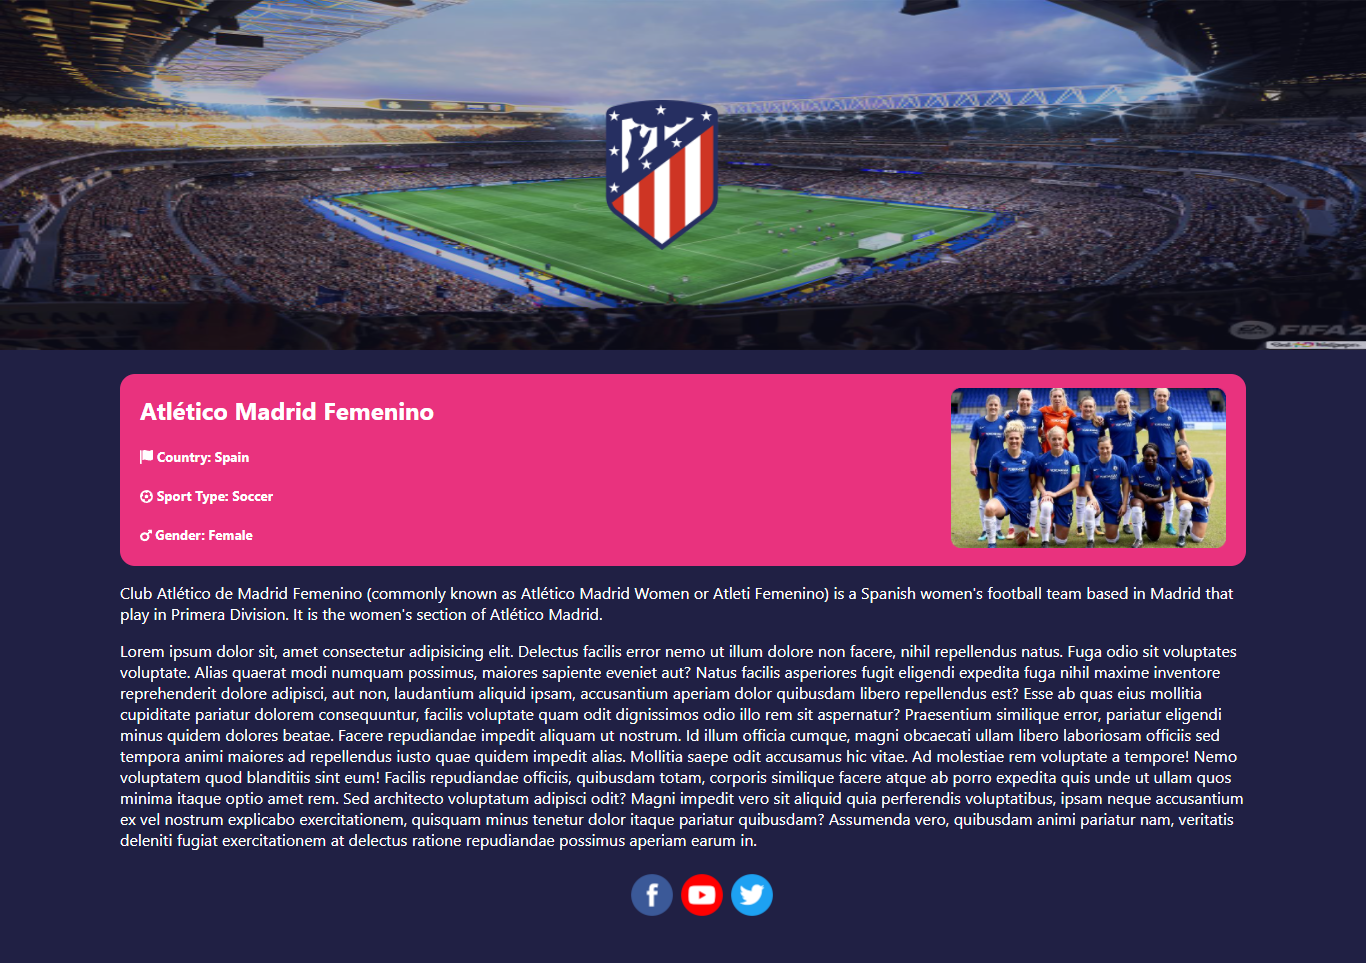 FIFA 2
Atlético Madrid Femenino
Country: Spain
Sport Type: Soccer
Gender: Female
Club Atlético de Madrid Femenino (commonly known as Atlético Madrid Women or Atleti Femenino) is a Spanish women's football team based in Madrid that
play in Primera Division. It is the women's section of Atlético Madrid.
Lorem ipsum dolor sit, amet consectetur adipisicing elit. Delectus facilis error nemo ut illum dolore non facere, nihil repellendus natus. Fuga odio sit voluptates
voluptate. Alias quaerat modi numquam possimus, maiores sapiente eveniet aut? Natus facilis asperiores fugit eligendi expedita fuga nihil maxime inventore
reprehenderit dolore adipisci, aut non, laudantium aliquid ipsam, accusantium aperiam dolor quibusdam libero repellendus est? Esse ab quas eius mollitia
cupiditate pariatur dolorem consequuntur, facilis voluptate quam odit dignissimos odio illo rem sit aspernatur? Praesentium similique error, pariatur eligendi
minus quidem dolores beatae. Facere repudiandae impedit aliquam ut nostrum. Id illum officia cumque, magni obcaecati ullam libero laboriosam officiis sed
tempora animi maiores ad repellendus iusto quae quidem impedit alias. Mollitia saepe odit accusamus hic vitae. Ad molestiae rem voluptate a tempore! Nemo
voluptatem quod blanditiis sint eum! Facilis repudiandae officiis, quibusdam totam, corporis similique facere atque ab porro expedita quis unde ut ullam quos
minima itaque optio amet rem. Sed architecto voluptatum adipisci odit? Magni impedit vero sit aliquid quia perferendis voluptatibus, ipsam neque accusantium
ex vel nostrum explicabo exercitationem, quisquam minus tenetur dolor itaque pariatur quibusdam? Assumenda vero, quibusdam animi pariatur nam, veritatis
deleniti fugiat exercitationem at delectus ratione repudiandae possimus aperiam earum in.